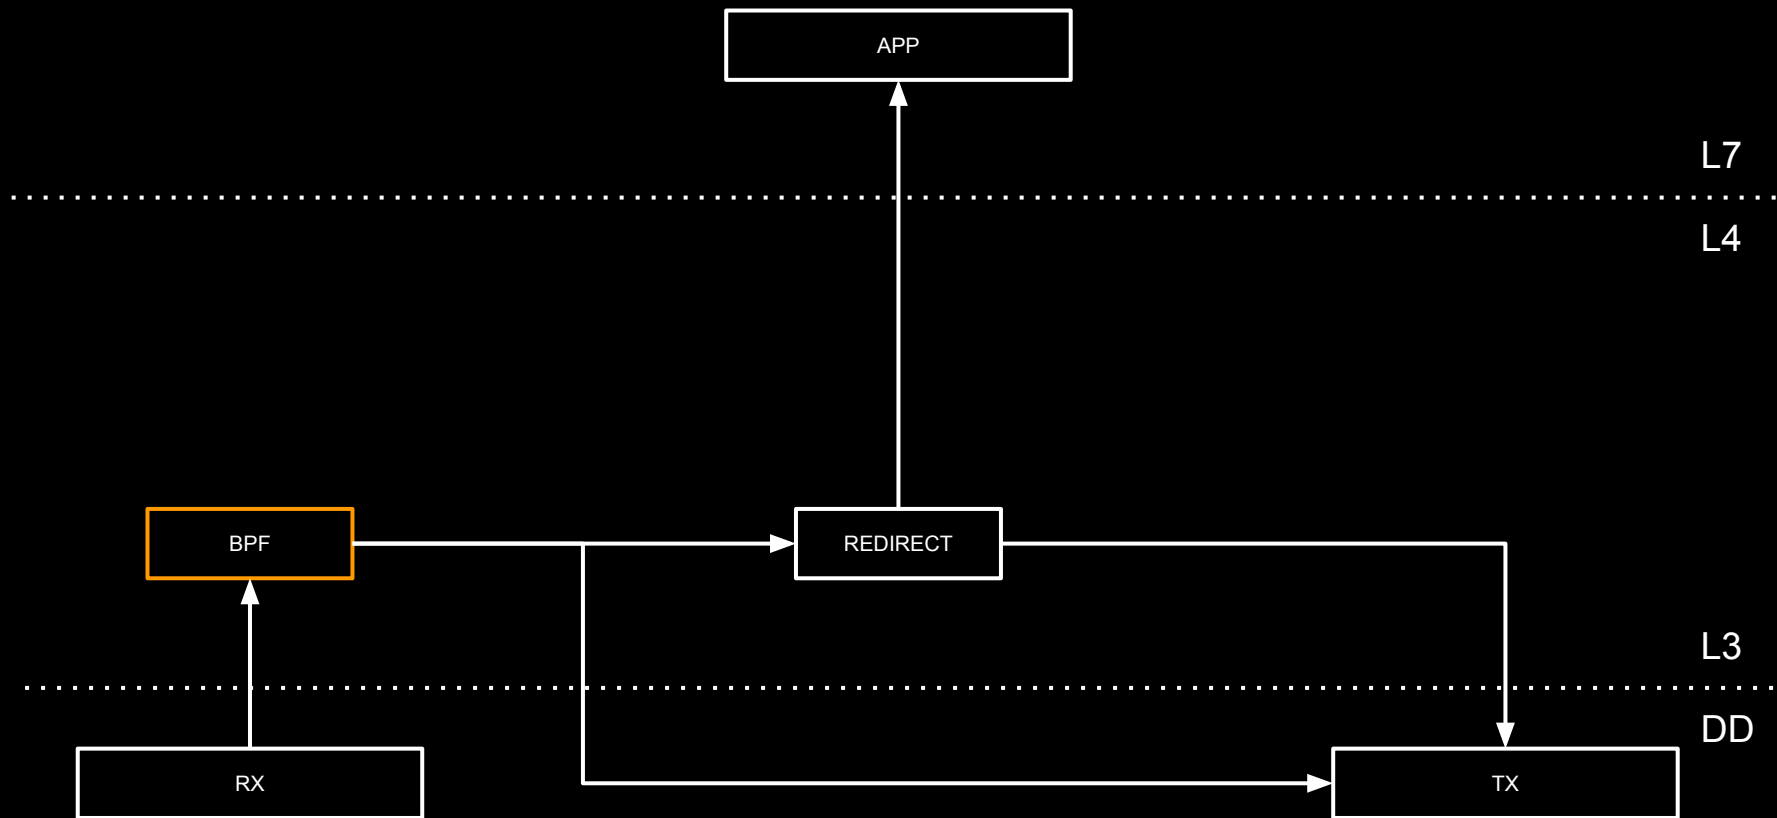 APP
L7
L4
BPF
REDIRECT
L3
DD
RX
TX